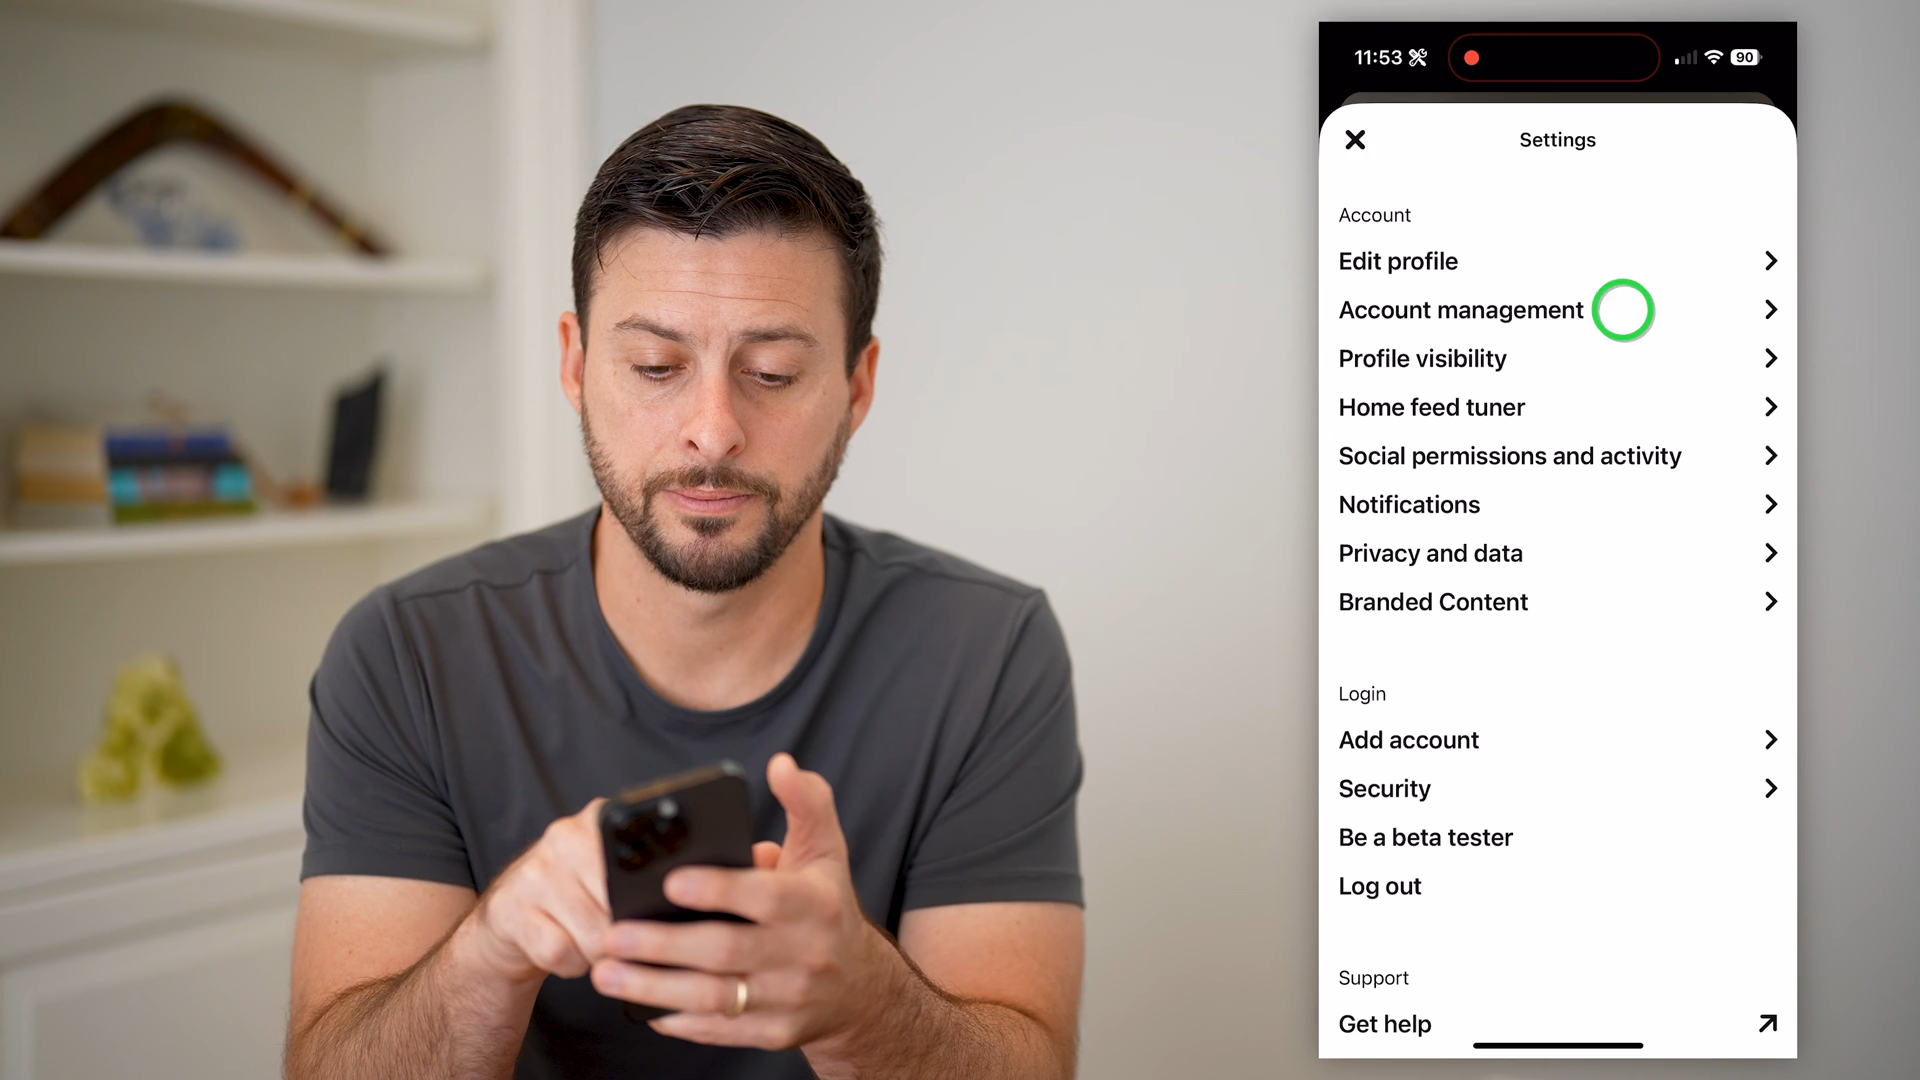 11:53
90
Settings
Account
Edit profile
Account management
Profile visibility
Home feed tuner
Social permissions and activity
Notifications
Privacy and data
Branded Content
Login
Add account
Security
Be a beta tester
Log out
Support
Get help